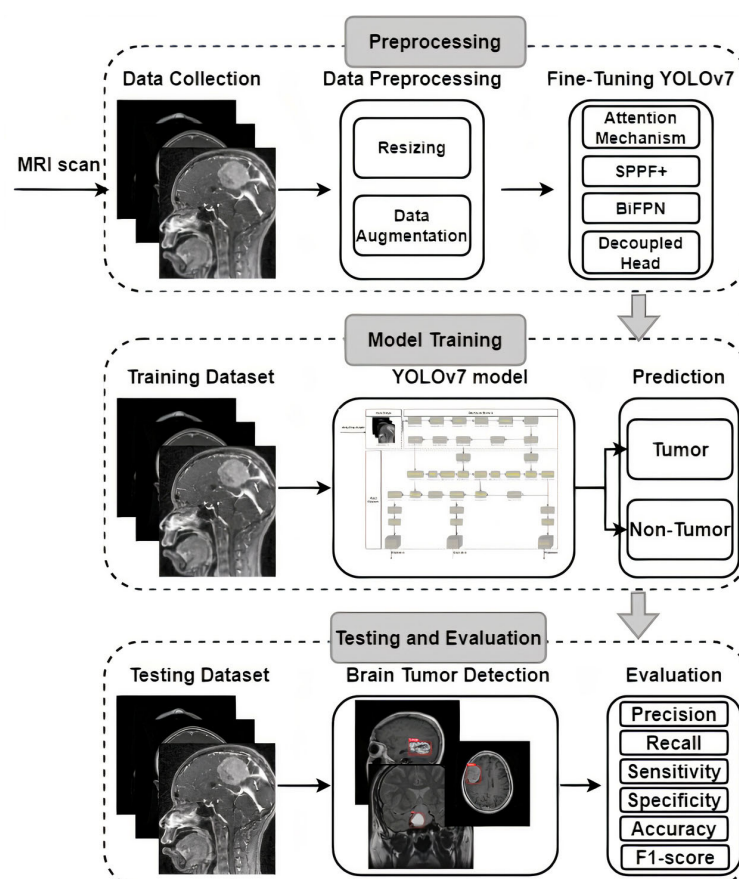 Preprocessing
Data Collection
Data Preprocessing
Fine-Tuning YOLOv7
MRI scan
Resizing
Data
Augmentation
Attention
Mechanism
SPPF+
BiFPN
Decoupled
Head
Model Training
Training Dataset
YOLOv7 model
Prediction
Tumor
Non-Tumor
Testing and Evaluation
Testing Dataset
Brain Tumor Detection
Evaluation
Precision
Recall
Sensitivity
Specificity
Accuracy
F1-score